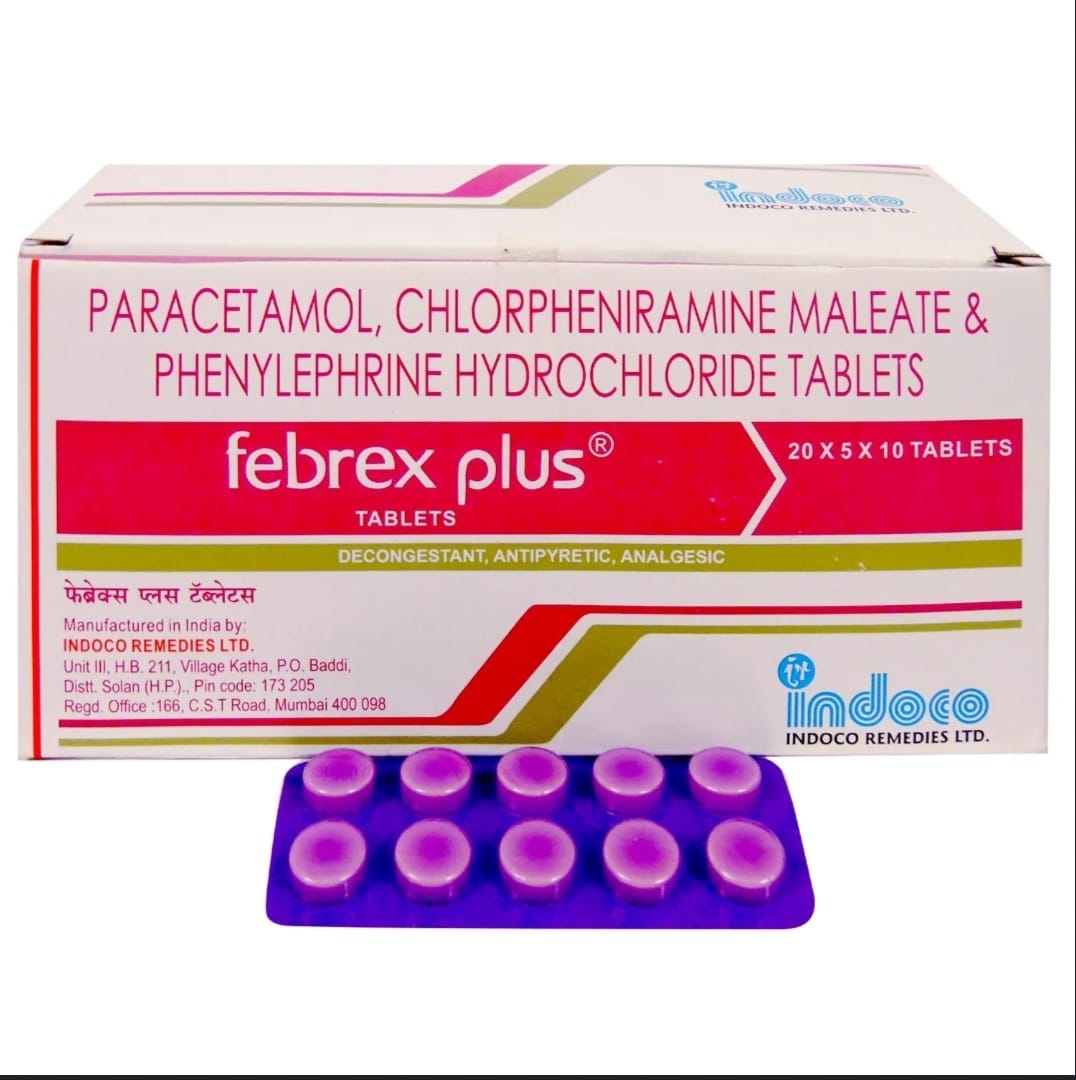 indoco
INDOCO REMEDIES LTD.
PARACETAMOL, CHLORPHENIRAMINE MALEATE &
PHENYLEPHRINE HYDROCHLORIDE TABLETS
febrex plus®
TABLETS
20 X 5 X 10 TABLETS
DECONGESTANT, ANTIPYRETIC, ANALGESIC
फेब्रेक्स प्लस टॅब्लेटस
Manufactured in India by:
INDOCO REMEDIES LTD.
Unit III, H.B. 211, Village Katha, P.O. Baddi,
Distt. Solan (H.P.)., Pin code: 173 205
Regd. Office :166, C.S.T Road, Mumbai 400 098
indoco
INDOCO REMEDIES LTD.